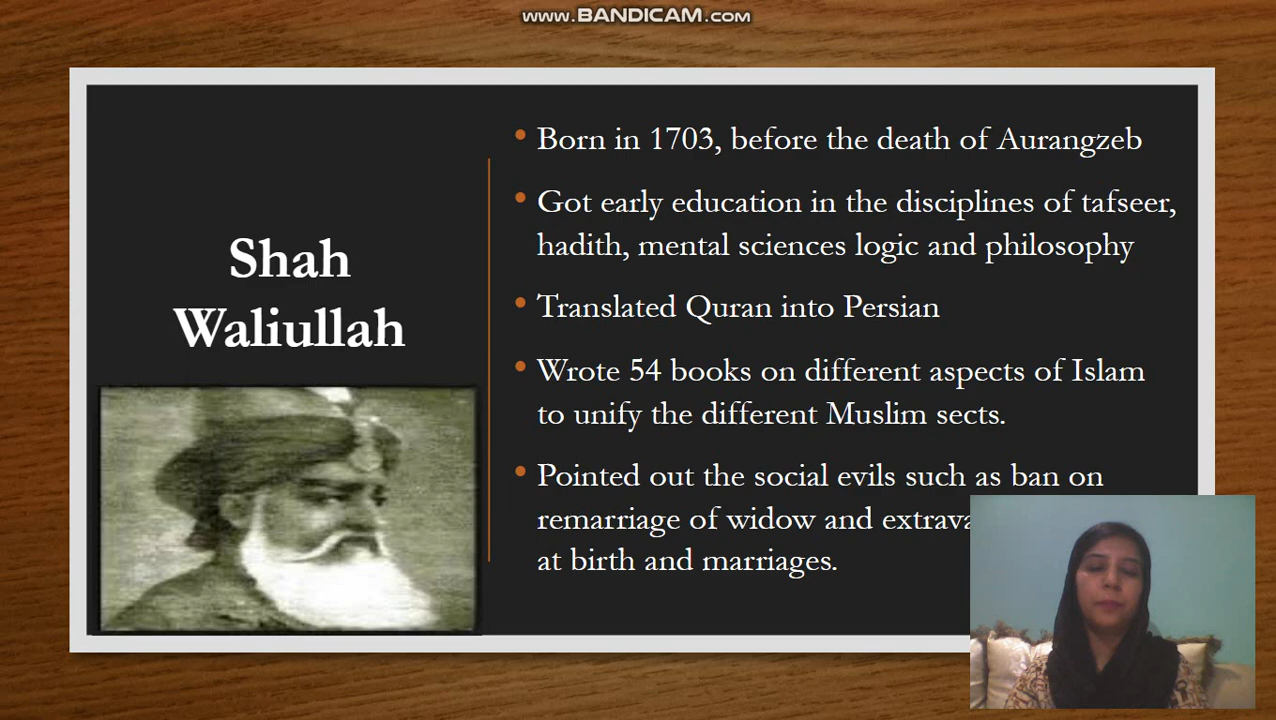 www.BANDICAM.com
Shah
Waliullah
• Born in 1703, before the death of Aurangzeb
• Got early education in the disciplines of tafseer,
hadith, mental sciences logic and philosophy
• Translated Quran into Persian
• Wrote 54 books on different aspects of Islam
to unify the different Muslim sects.
• Pointed out the social evils such as ban on
remarriage of widow and
at birth and marriages.